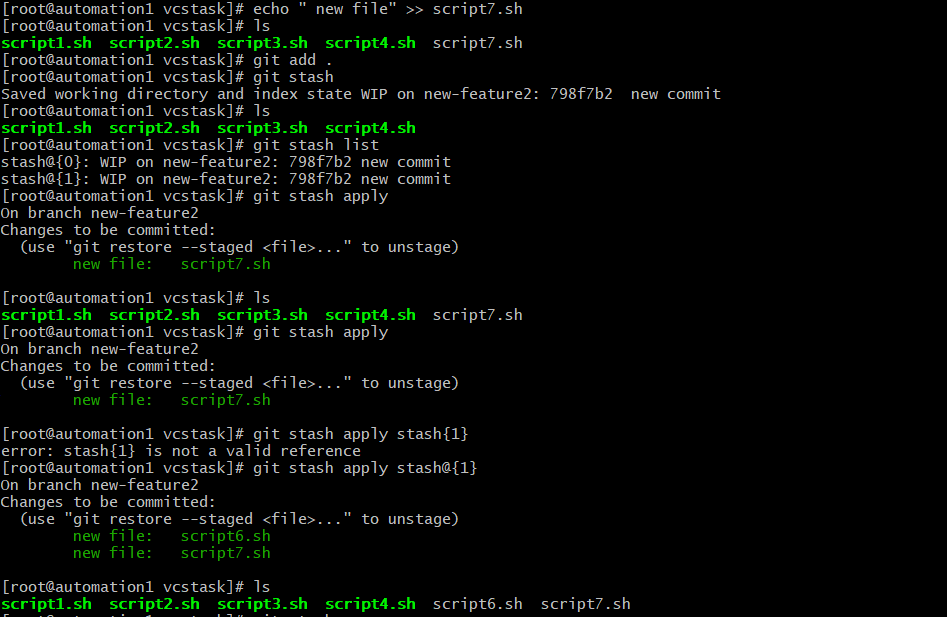 [root@automation1 vcstask]# echo " new file" >> script7.sh
[root@automation1 vcstask]# ls
script1.sh  script2.sh  script3.sh  script4.sh  script7.sh
[root@automation1 vcstask]# git add .
[root@automation1 vcstask]# git stash
Saved working directory and index state WIP on new-feature2: 798f7b2  new commit
[root@automation1 vcstask]# ls
script1.sh  script2.sh  script3.sh  script4.sh
[root@automation1 vcstask]# git stash list
stash@{0}: WIP on new-feature2: 798f7b2 new commit
stash@{1}: WIP on new-feature2: 798f7b2 new commit
[root@automation1 vcstask]# git stash apply
On branch new-feature2
Changes to be committed:
  (use "git restore --staged <file>..." to unstage)
        new file:   script7.sh
[root@automation1 vcstask]# ls
script1.sh  script2.sh  script3.sh  script4.sh  script7.sh
[root@automation1 vcstask]# git stash apply
On branch new-feature2
Changes to be committed:
  (use "git restore --staged <file>..." to unstage)
        new file:   script7.sh
[root@automation1 vcstask]# git stash apply stash{1}
error: stash{1} is not a valid reference
[root@automation1 vcstask]# git stash apply stash@{1}
On branch new-feature2
Changes to be committed:
  (use "git restore --staged <file>..." to unstage)
        new file:   script6.sh
        new file:   script7.sh
[root@automation1 vcstask]# ls
script1.sh  script2.sh  script3.sh  script4.sh  script6.sh  script7.sh